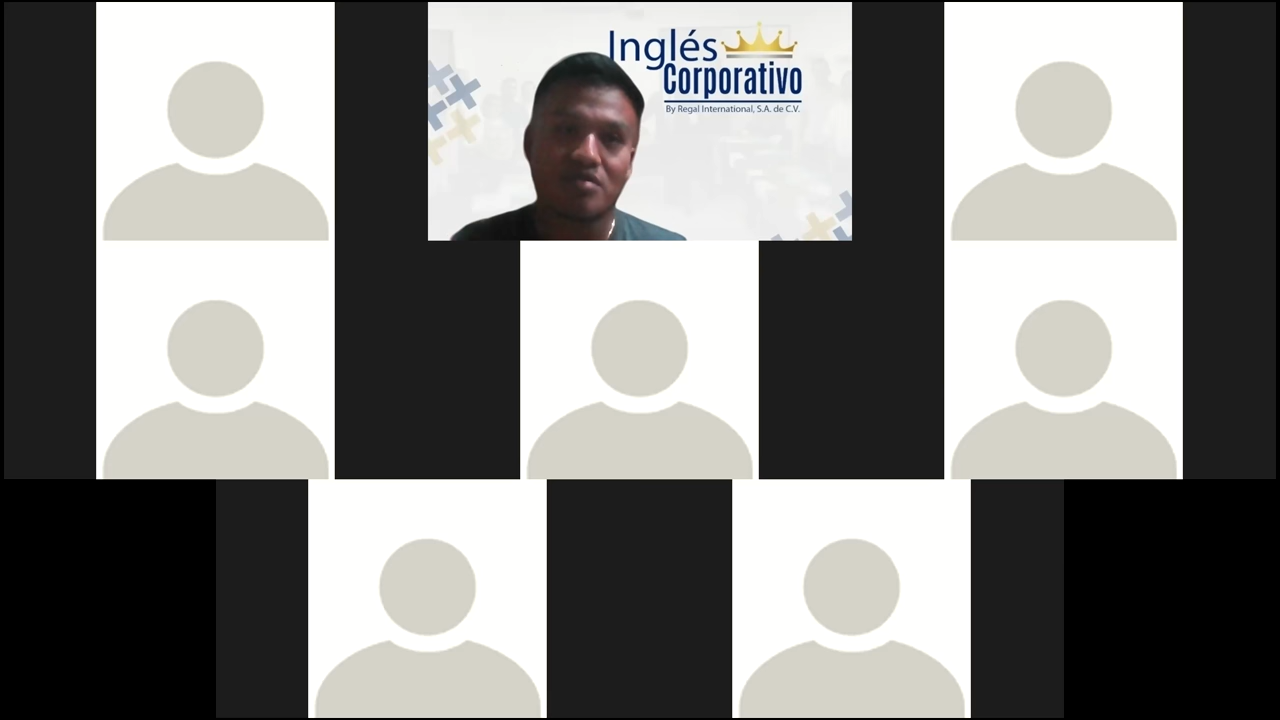 Inglés
Corporativo
By Regal International, S.A. de C.V.